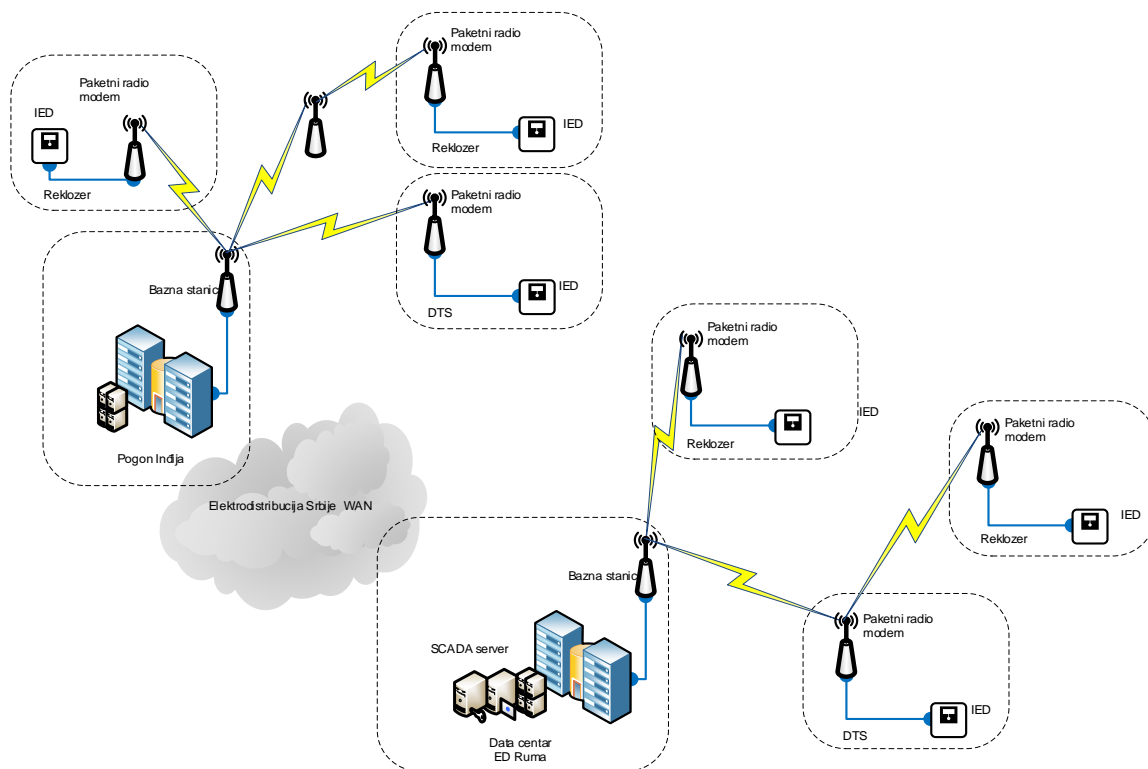 Paketni radio
modem
IED
Reklozer
Paketni radio
modem
IED
Reklozer
Paketni radio
modem
IED
DTS
Bazna stanic
Pogon Inđija
Elektrodistribucija Srbije WAN
Paketni radio
modem
IED
Reklozer
Paketni radio
modem
IED
Reklozer
Bazna stanic
Paketni radio
modem
IED
DTS
SCADA server
Data centar
ED Ruma